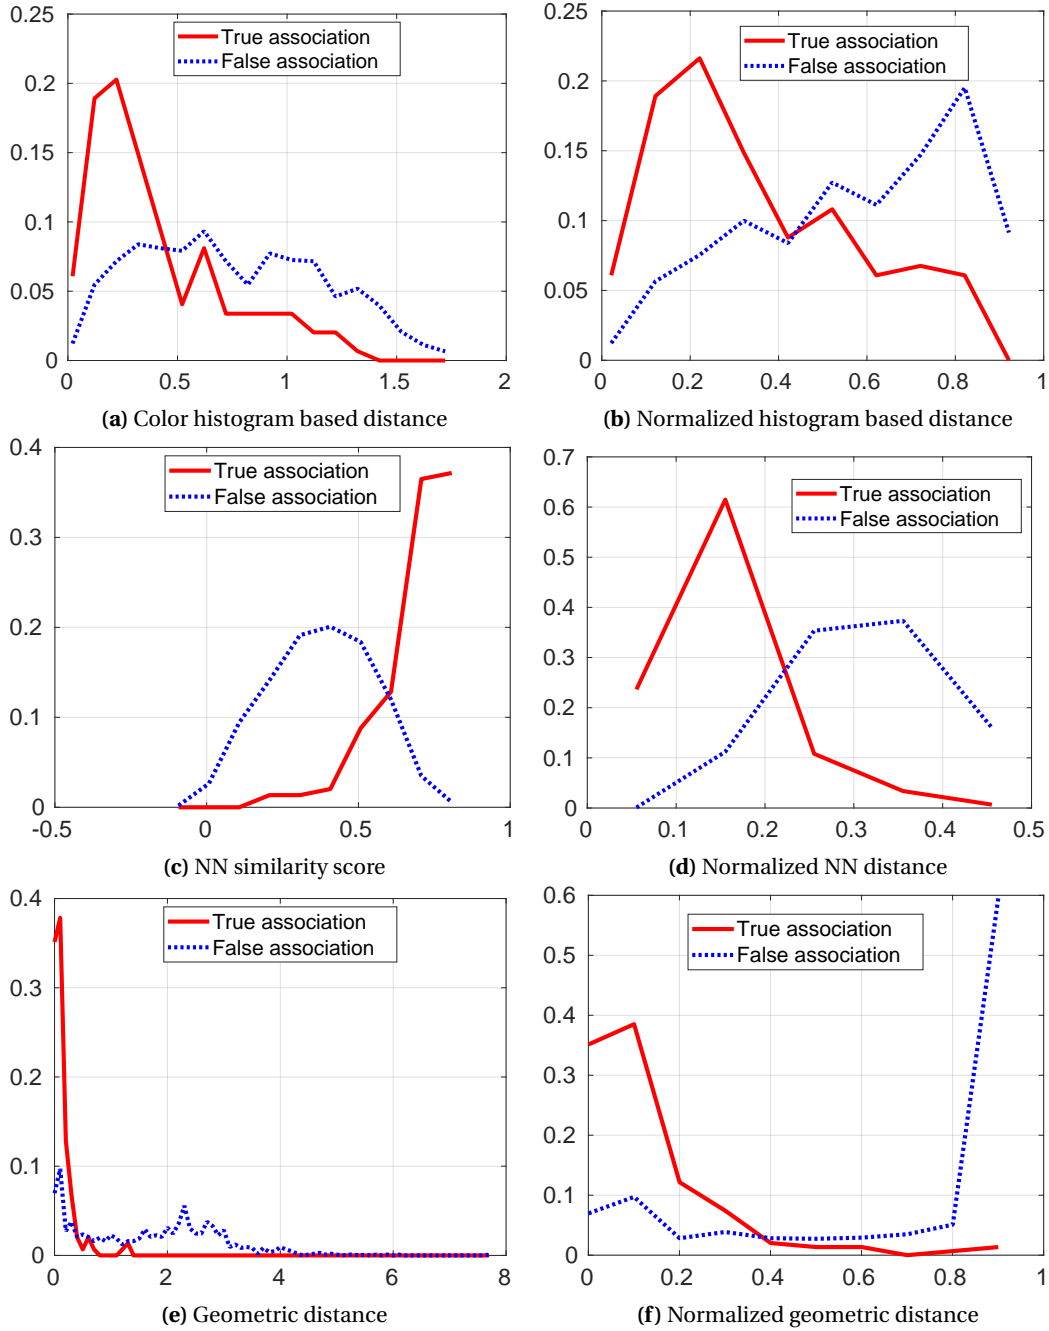 0.25
0.2
0.15
0.1
0.05
0
0 0.5 1 1.5 2
True association
False association
(a) Color histogram based distance
0.25
0.2
0.15
0.1
0.05
0
0 0.2 0.4 0.6 0.8 1
True association
False association
(b) Normalized histogram based distance
0.4
0.3
0.2
0.1
0
-0.5 0 0.5 1
True association
False association
(c) NN similarity score
0.7
0.6
0.5
0.4
0.3
0.2
0.1
0
0 0.1 0.2 0.3 0.4 0.5
True association
False association
(d) Normalized NN distance
0.4
0.3
0.2
0.1
0
0 2 4 6 8
True association
False association
(e) Geometric distance
0.6
0.5
0.4
0.3
0.2
0.1
0
0 0.2 0.4 0.6 0.8 1
True association
False association
(f) Normalized geometric distance